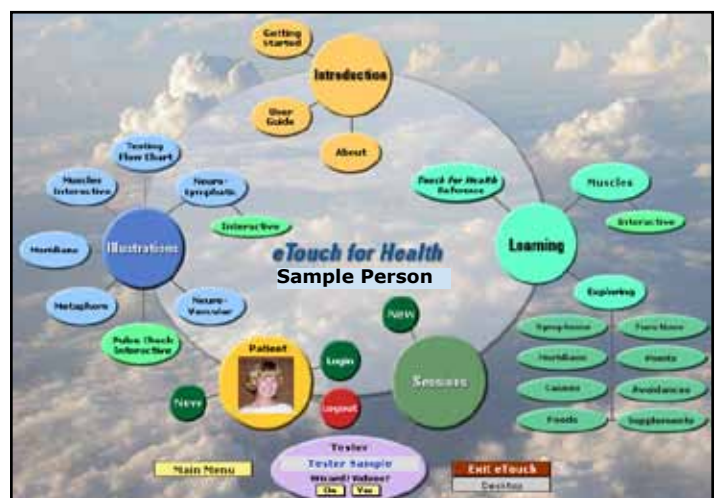 Getting
Started
Introduction
User
Guide
About
Testing
Flow Chart
Muscles
Interactive
Neuro-
Lymphatic
Interactive
Meridians
Illustrations
Metaphors
Neuro-
Vascular
Pulse Check
Interactive
Touch for Health
Reference
Muscles
Interactive
Learning
Exploring
Symptoms
Functions
Meridians
Points
Causes
Avoidances
Foods
Supplements
eTouch for Health
Sample Person
Patient
Login
New
Logout
New
Sessions
Tester
Tester Sample
Wizard? Videos?
On Yes
Main Menu
Exit eTouch
Desktop